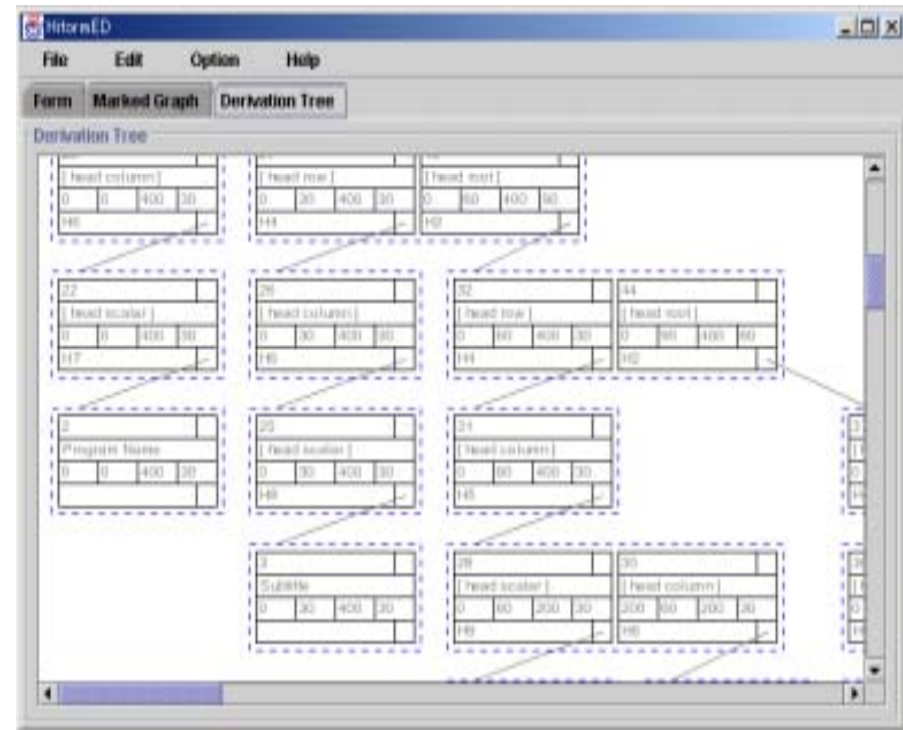 HiformED
File Edit Option Help
Form Marked Graph Derivation Tree
Derivation Tree
[ head column ] [ head row ] [ head root ]
0 0 400 30 0 30 400 30 0 60 400 90
H6 H4 H2
22 26 32 44
[ head scalar ] [ head column ] [ head row ] [ head root ]
0 0 400 30 0 30 400 30 0 60 400 30 0 90 400 60
H7 H6 H4 H2
2 25 31
Program Name [ head scalar ] [ head column ]
0 0 400 30 0 30 400 30 0 60 400 30
H8 H5
3 28 30
Subtitle [ head scalar ] [ head column ]
0 30 400 30 0 60 200 30 200 60 200 30
H9 H6